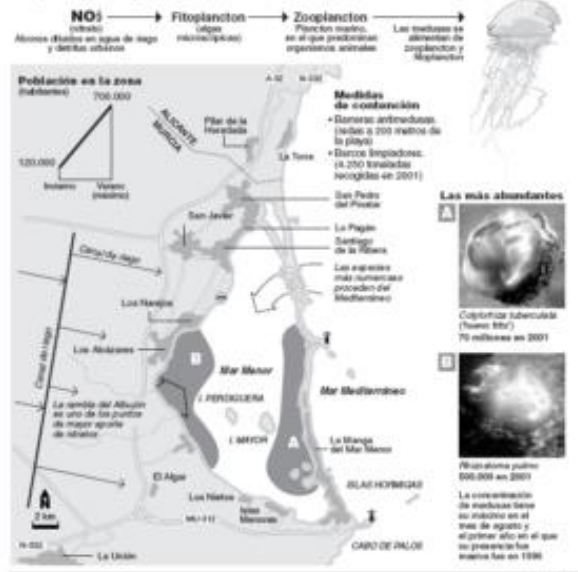 NO₃
(nitrato)
Abonos diluidos en agua de riego
y detritus urbanos
Fitoplancton
(algas
microscópicas)
Zooplancton
Plancton marino,
en el que predominan
organismos animales
Las medusas se
alimentan de
zooplancton y
fitoplancton
Población en la zona
(habitantes)
700.000
120.000
Invierno
Verano
(máximo)
A-32
N-332
ALICANTE
MURCIA
Pilar de la
Horadada
La Torre
Medidas
de contención
• Barreras antimedusas.
(redes a 200 metros de
la playa)
• Barcos limpiadores.
(4.250 toneladas
recogidas en 2001)
San Pedro
del Pinatar
San Javier
Lo Pagán
Santiago
de la Ribera
Las especies
más numerosas
proceden del
Mediterráneo
Canal de riego
Canal de riego
Los Narejos
Los Alcázares
La rambla del Albujón
es uno de los puntos
de mayor aporte
de nitratos.
B
Mar Menor
I. PERDIGUERA
I. MAYOR
A
Mar Mediterráneo
La Manga
del Mar Menor
El Algar
Los Nietos
Islas
Menores
ISLAS HORMIGAS
MU-312
CABO DE PALOS
2 km
N-332
La Unión
Las más abundantes
A
Cotylorhiza tuberculata
('huevo frito')
70 millones en 2001
B
Rhizostoma pulmo
500.000 en 2001
La concentración
de medusas tiene
su máximo en el
mes de agosto y
el primer año en el que
su presencia fue
masiva fue en 1996